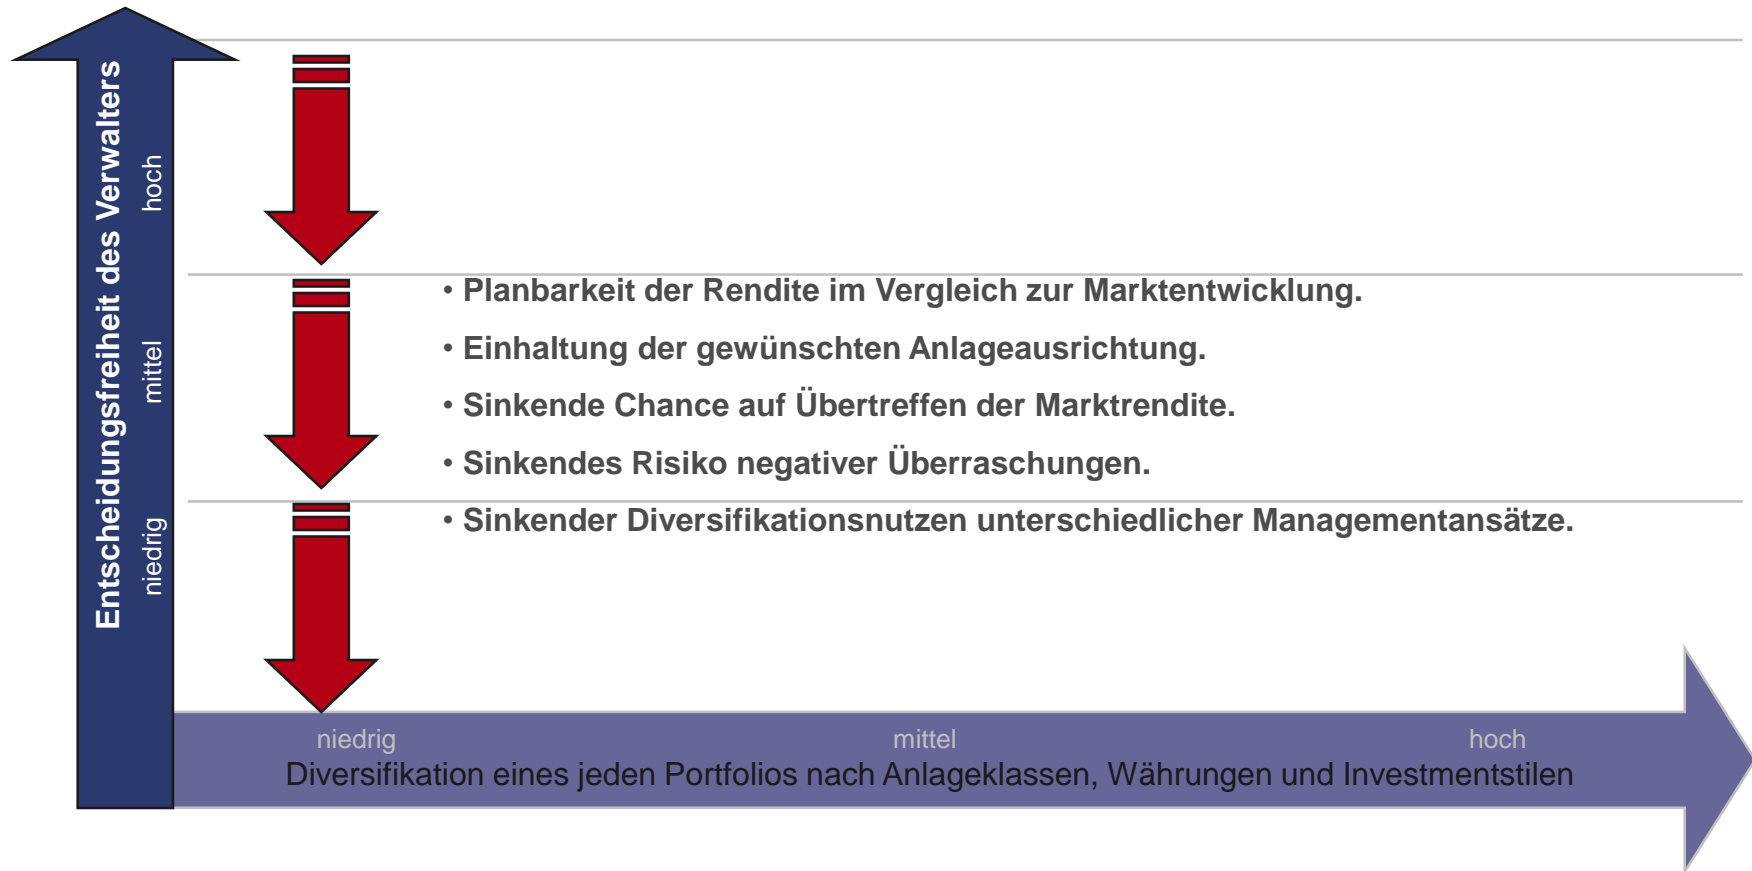 Entscheidungsfreiheit des Verwalters
hoch
mittel
niedrig
• Planbarkeit der Rendite im Vergleich zur Marktentwicklung.
• Einhaltung der gewünschten Anlageausrichtung.
• Sinkende Chance auf Übertreffen der Marktrendite.
• Sinkendes Risiko negativer Überraschungen.
• Sinkender Diversifikationsnutzen unterschiedlicher Managementansätze.
niedrig mittel hoch
Diversifikation eines jeden Portfolios nach Anlageklassen, Währungen und Investmentstilen